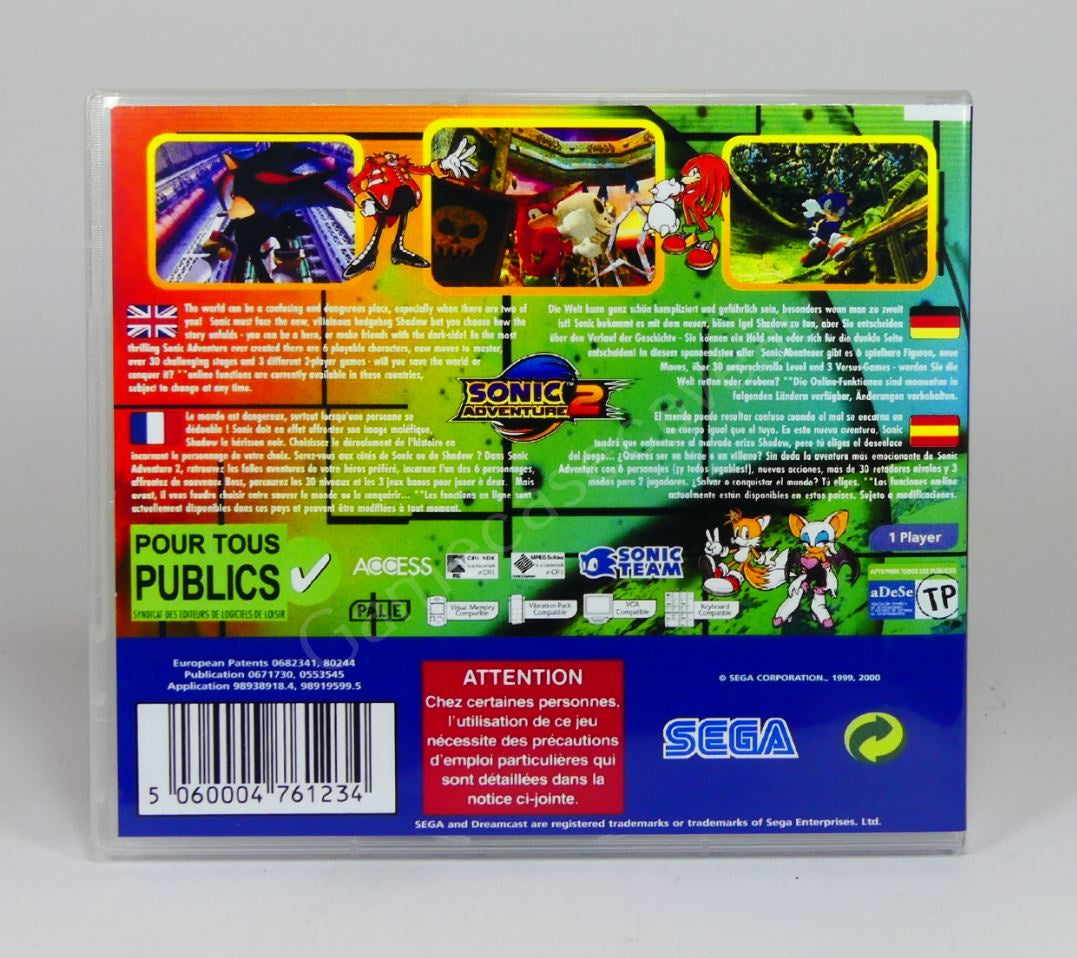 The world can be a confusing and dangerous place, especially when there are two of
you! Sonic must face the new, villainous hedgehog Shadow but you choose how the
story unfolds - you can be a hero, or make friends with the dark-side! In the most
thrilling Sonic Adventure ever created there are 6 playable characters, new moves to master,
over 30 challenging stages and 3 different 2-player games - will you save the world or
conquer it? **online functions are currently available in these countries,
subject to change at any time.
Die Welt kann ganz schön kompliziert und gefährlich sein, besonders wenn man zu zweit
ist! Sonic bekommt es mit dem neuen, bösen Igel Shadow zu tun, aber Sie entscheiden
über den Verlauf der Geschichte - Sie können ein Held sein oder sich für die dunkle Seite
entscheiden! In diesem spannendsten aller Sonic-Abenteuer gibt es 6 spielbare Figuren, neue
Moves, über 30 anspruchsvolle Level und 3 Versus-Games - werden Sie die
Welt retten oder erobern? **Die Online-Funktionen sind momentan in
folgenden Ländern verfügbar, Änderungen vorbehalten.
SONIC
ADVENTURE 2
Le monde est dangereux, surtout lorsqu'une personne se
dédouble ! Sonic doit en effet affronter son image maléfique,
Shadow le hérisson noir. Choisissez le déroulement de l'histoire en
incarnant le personnage de votre choix. Serez-vous aux côtés de Sonic ou de Shadow ? Dans Sonic
Adventure 2, retrouvez les folles aventures de votre héros préféré, incarnez l'un des 6 personnages,
affrontez de nouveaux Boss, parcourez les 30 niveaux et les 3 jeux bonus pour jouer à deux. Mais
avant, il vous faudra choisir entre sauver le monde ou le conquérir... **Les fonctions en ligne sont
actuellement disponibles dans ces pays et peuvent être modifiées à tout moment.
El mundo puede resultar confuso cuando el mal se encarna en
un cuerpo igual que el tuyo. En esta nueva aventura, Sonic
tendrá que enfrentarse al malvado erizo Shadow, pero tú eliges el desenlace
del juego... ¿Quieres ser un héroe o un villano? Sin duda la aventura más emocionante de Sonic
Adventure con 6 personajes (¡y todos jugables!), nuevas acciones, más de 30 retadores niveles y 3
modos para 2 jugadores. ¿Salvar o conquistar el mundo? Tú eliges. **Las funciones on-line
actualmente están disponibles en estos países. Sujeto a modificaciones.
POUR TOUS
PUBLICS
SYNDICAT DES EDITEURS DE LOGICIELS DE LOISIR
ACCESS
SONIC
TEAM
1 Player
APTO PARA TODOS LOS PÚBLICOS
aDeSe
TP
PAL E
Visual Memory
Compatible
Vibration Pack
Compatible
VGA
Compatible
Keyboard
Compatible
European Patents 0682341, 80244
Publication 0671730, 0553545
Application 98938918.4, 98919599.5
5 060004 761234
ATTENTION
Chez certaines personnes,
l'utilisation de ce jeu
nécessite des précautions
d'emploi particulières qui
sont détaillées dans la
notice ci-jointe.
© SEGA CORPORATION., 1999, 2000
SEGA
SEGA and Dreamcast are registered trademarks or trademarks of Sega Enterprises, Ltd.